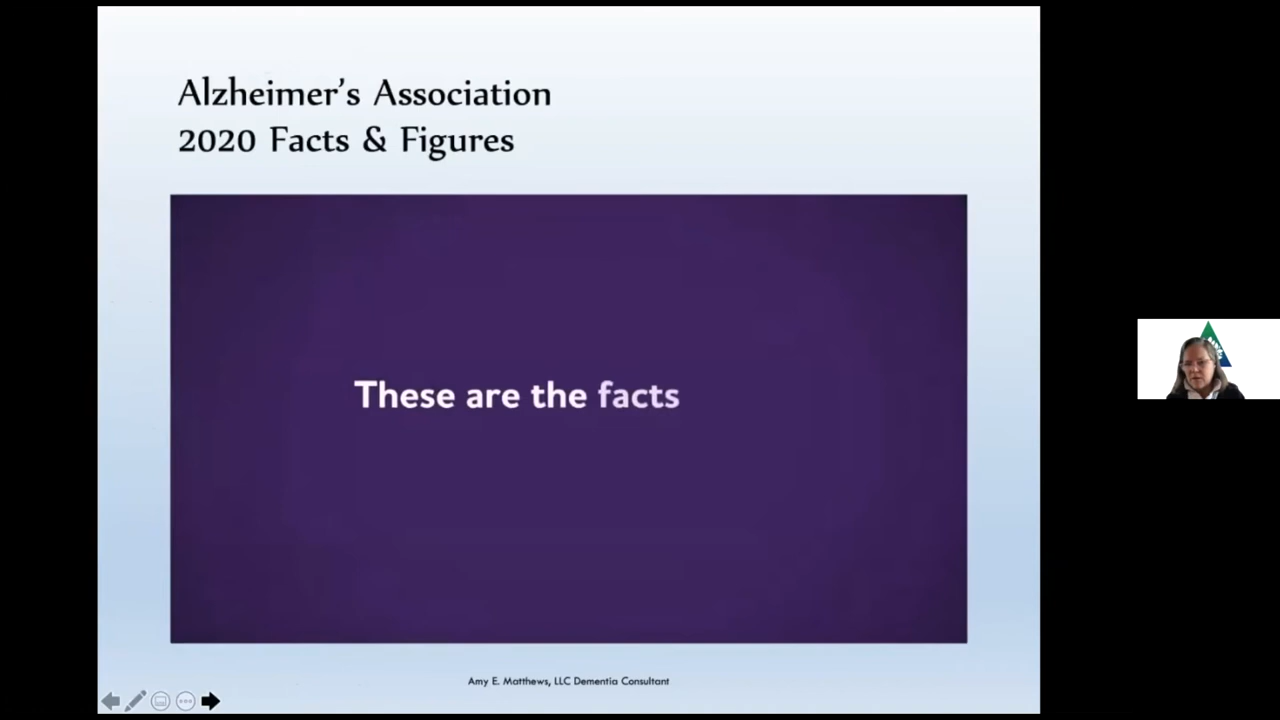 Alzheimer's Association
2020 Facts & Figures
These are the facts
Amy E. Matthews, LLC Dementia Consultant